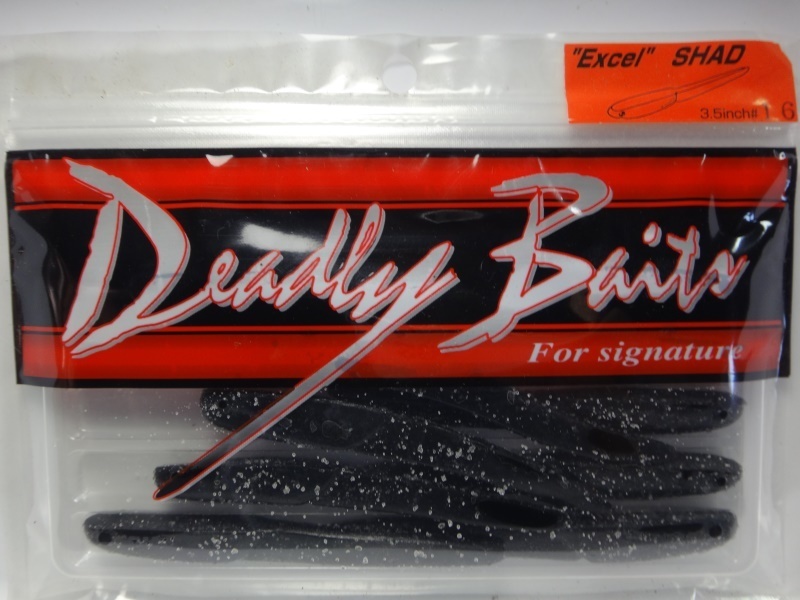 "Excel" SHAD
3.5inch# 16
Deadly Baits
For signature